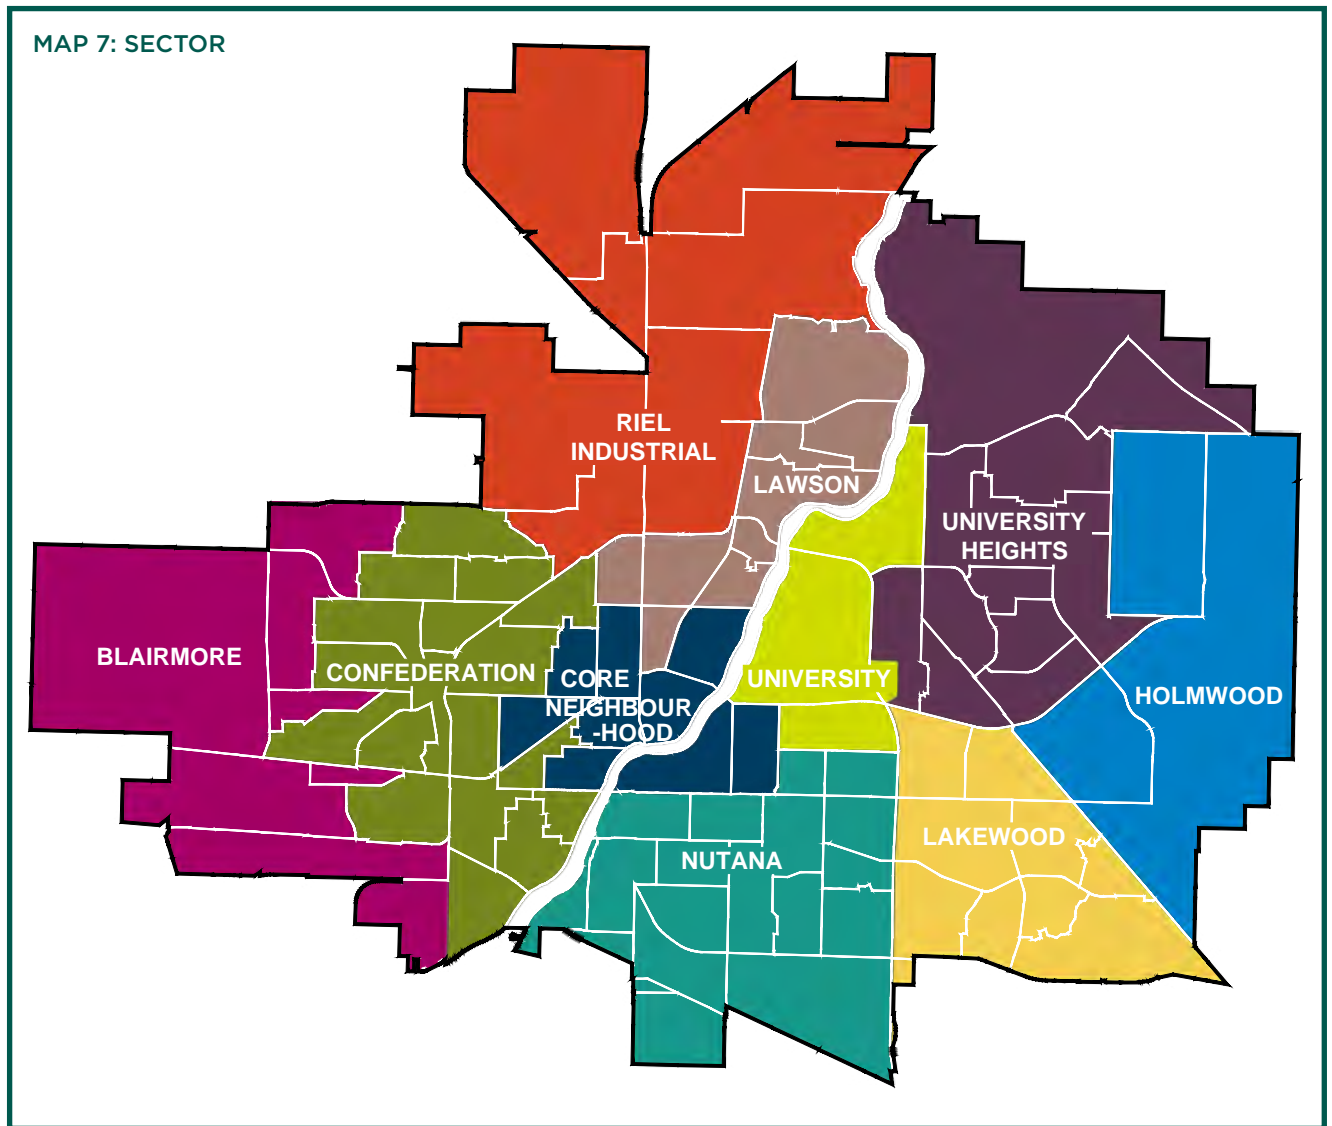 MAP 7: SECTOR
RIEL
INDUSTRIAL
LAWSON
UNIVERSITY
HEIGHTS
BLAIRMORE
CONFEDERATION
CORE
NEIGHBOUR
-HOOD
UNIVERSITY
HOLMWOOD
LAKEWOOD
NUTANA